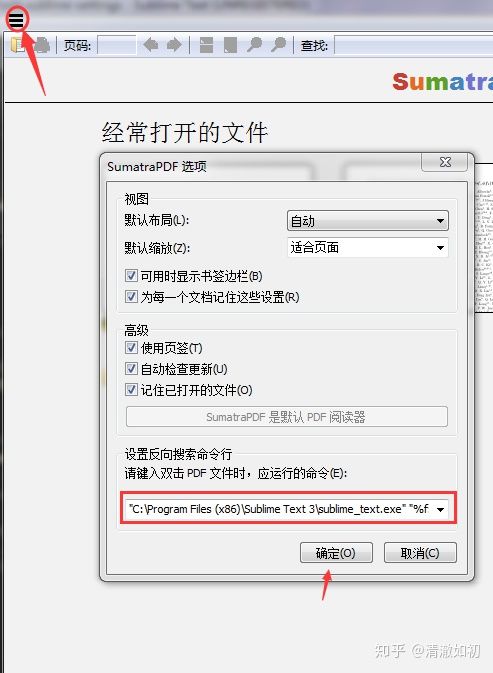 页码:
查找:
Sumatra
经常打开的文件
SumatraPDF 选项
视图
默认布局(L):
自动
默认缩放(Z):
适合页面
可用时显示书签边栏(B)
为每一个文档记住这些设置(R)
高级
使用页签(T)
自动检查更新(U)
记住已打开的文件(O)
SumatraPDF 是默认 PDF 阅读器
设置反向搜索命令行
请键入双击 PDF 文件时，应运行的命令(E):
"C:\Program Files (x86)\Sublime Text 3\sublime_text.exe" "%f:
确定(O)
取消(C)
知乎 @清澈如初